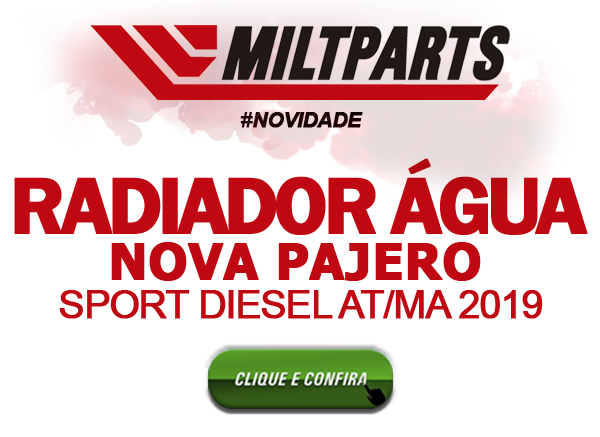 MILTPARTS
#NOVIDADE
RADIADOR ÁGUA
NOVA PAJERO
SPORT DIESEL AT/MA 2019
CLIQUE E CONFIRA